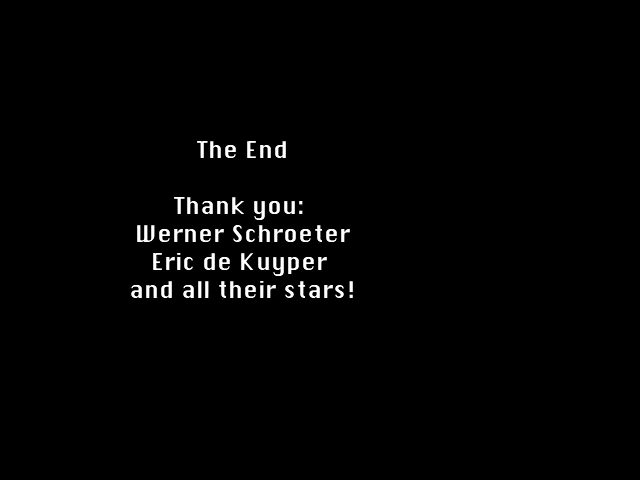 The End
Thank you:
Werner Schroeter
Eric de Kuyper
and all their stars!